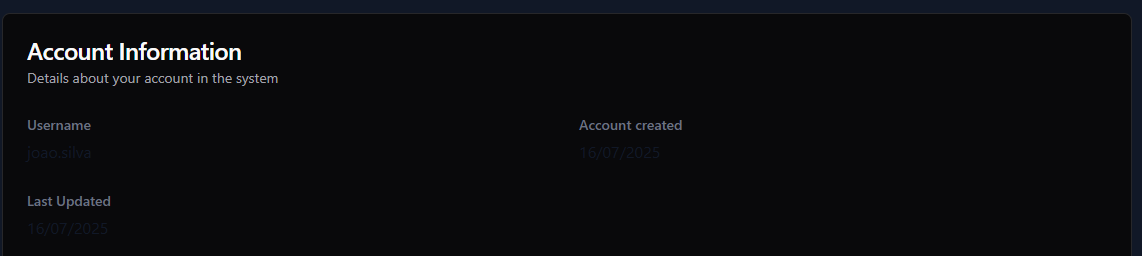 Account Information
Details about your account in the system
Username
Account created
joao.silva
16/07/2025
Last Updated
16/07/2025